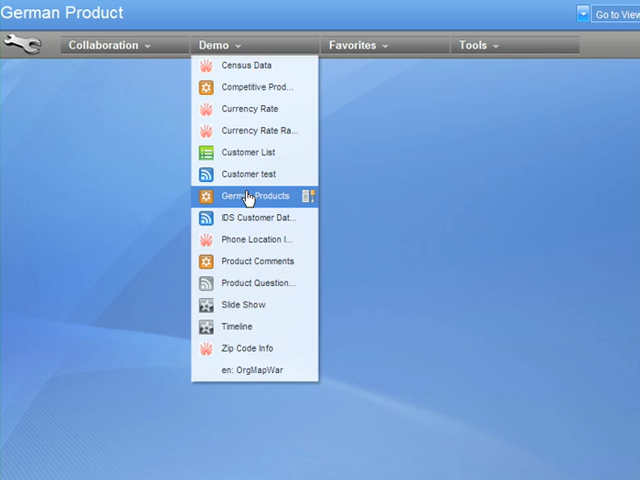 German Product
Go to View
Collaboration
Demo
Favorites
Tools
Census Data
Competitive Prod...
Currency Rate
Currency Rate Ra...
Customer List
Customer test
German Products
IDS Customer Dat...
Phone Location I...
Product Comments
Product Question...
Slide Show
Timeline
Zip Code Info
en: OrgMapWar